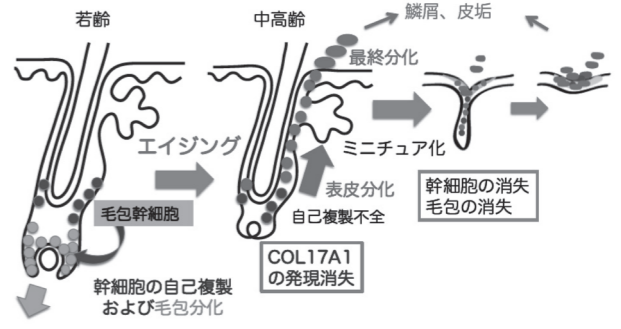 若齢
中高齢
鱗屑、皮垢
最終分化
エイジング
ミニチュア化
毛包幹細胞
表皮分化
自己複製不全
幹細胞の消失
毛包の消失
COL17A1
の発現消失
幹細胞の自己複製
および毛包分化